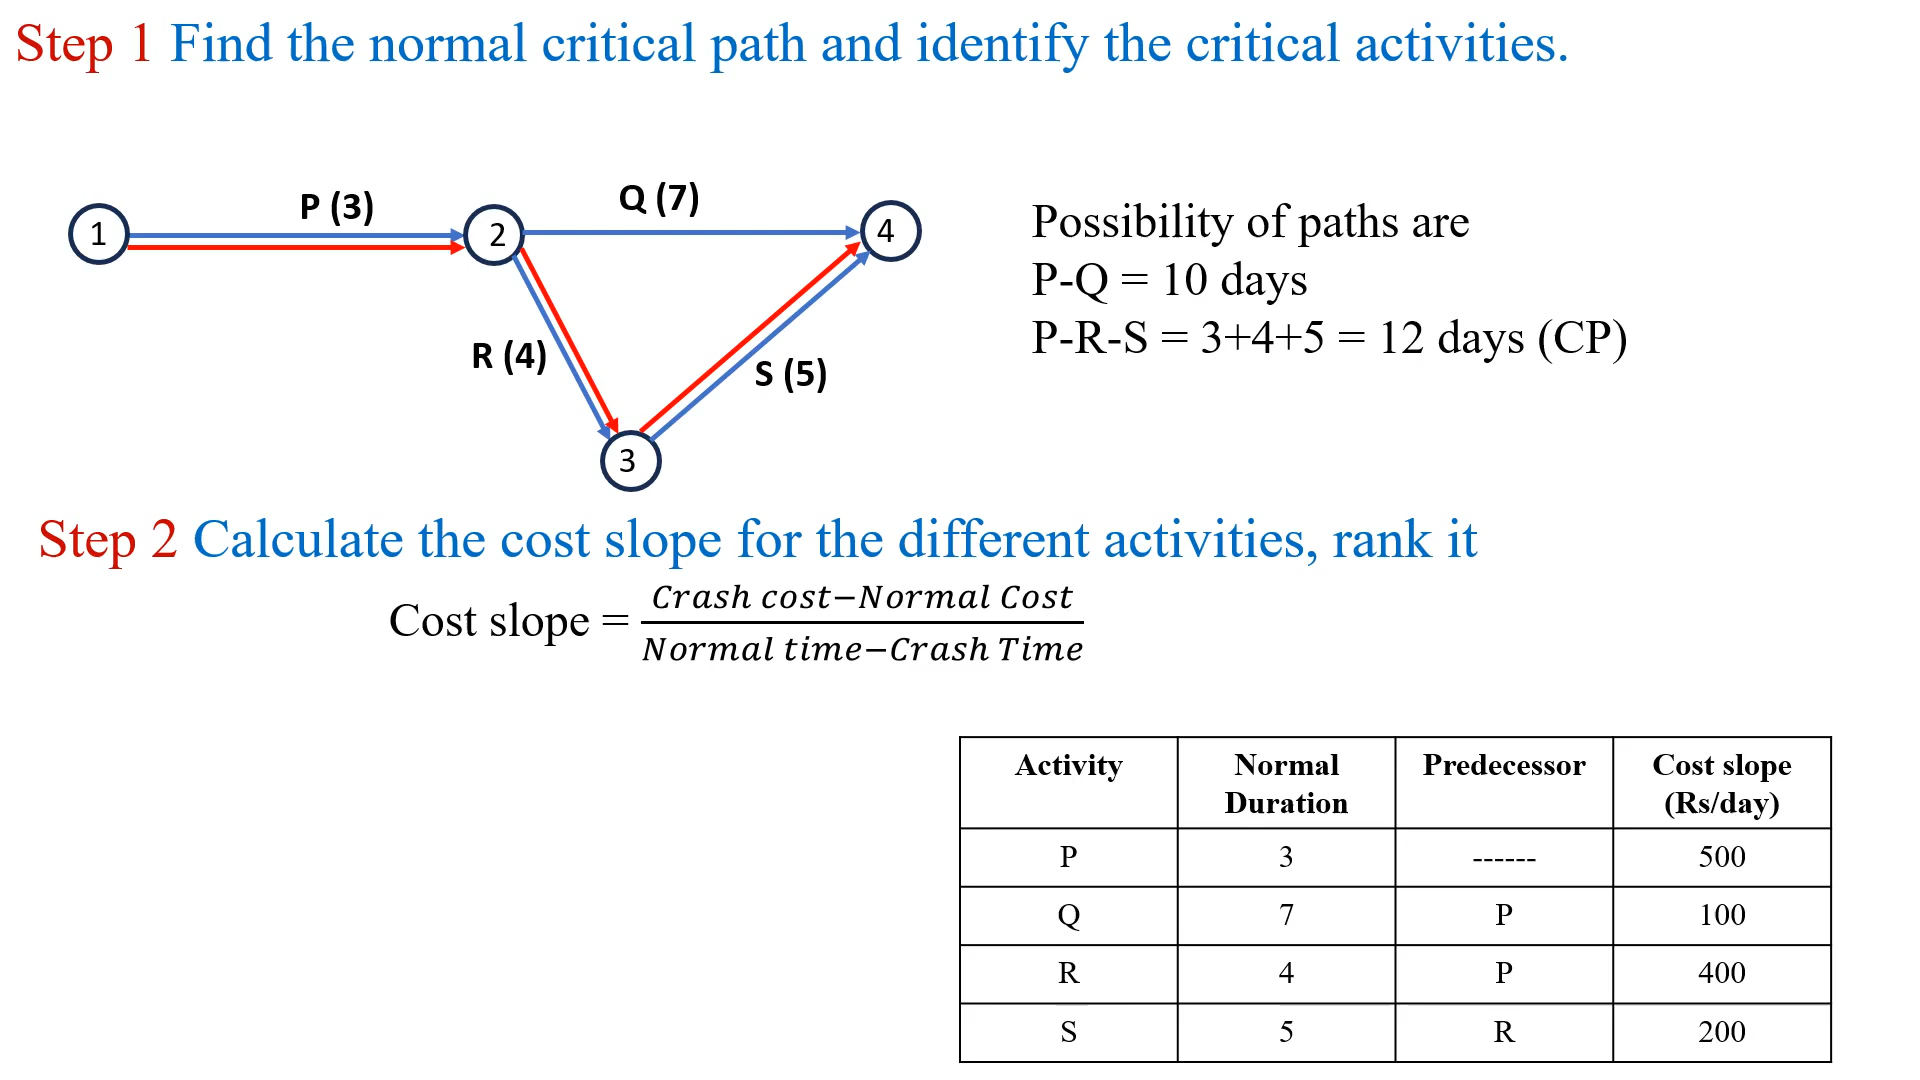 Step 1 Find the normal critical path and identify the critical activities.
P (3)
Q (7)
1
2
4
R (4)
S (5)
3
Possibility of paths are
P-Q = 10 days
P-R-S = 3+4+5 = 12 days (CP)
Step 2 Calculate the cost slope for the different activities, rank it
Cost slope = Crash cost−Normal Cost
Normal time−Crash Time
Activity Normal Duration Predecessor Cost slope (Rs/day)
P 3 ------ 500
Q 7 P 100
R 4 P 400
S 5 R 200